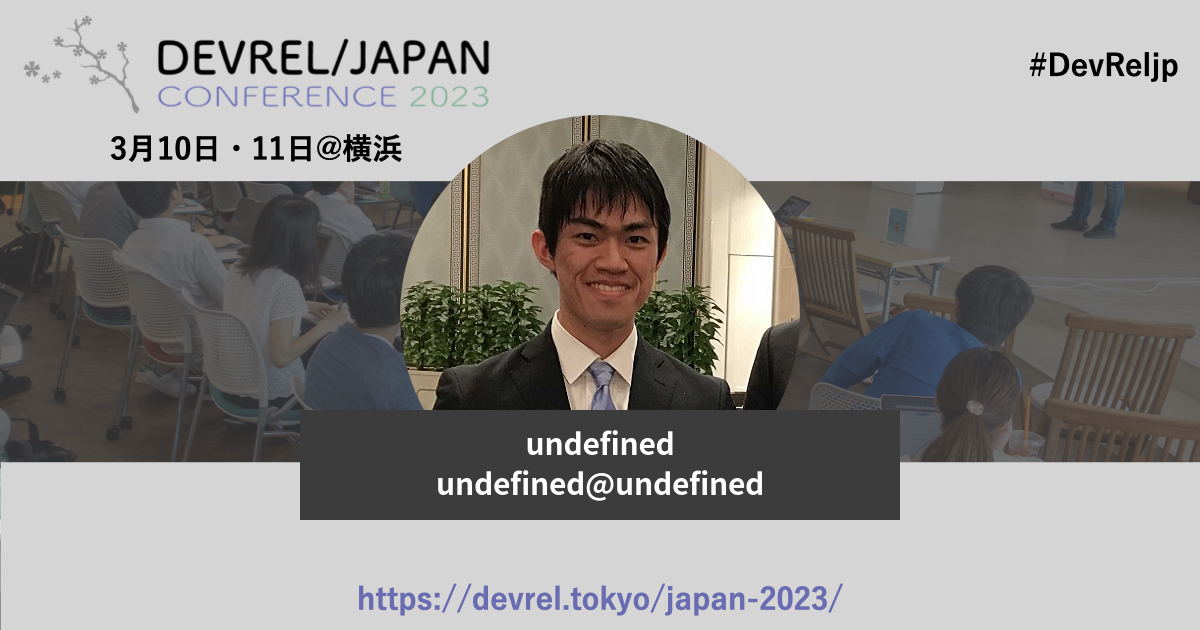 DEVREL/JAPAN
CONFERENCE 2023
#DevReljp
3月10日・11日@横浜
undefined
undefined@undefined
https://devrel.tokyo/japan-2023/